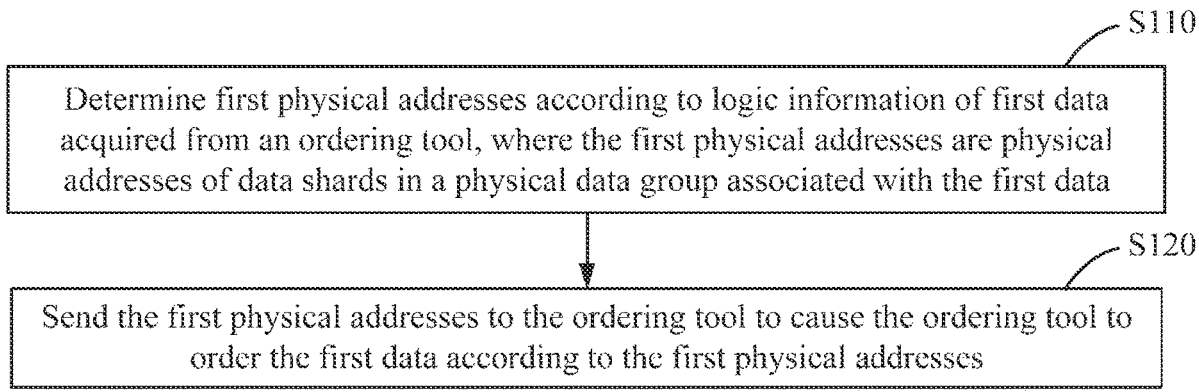 S110
Determine first physical addresses according to logic information of first data
acquired from an ordering tool, where the first physical addresses are physical
addresses of data shards in a physical data group associated with the first data
S120
Send the first physical addresses to the ordering tool to cause the ordering tool to
order the first data according to the first physical addresses